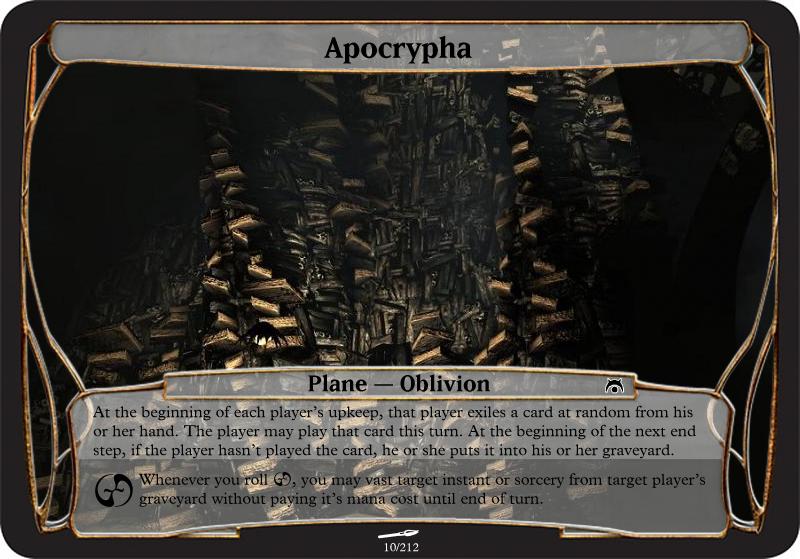 Apocrypha
Plane — Oblivion
At the beginning of each player's upkeep, that player exiles a card at random from his
or her hand. The player may play that card this turn. At the beginning of the next end
step, if the player hasn't played the card, he or she puts it into his or her graveyard.
Whenever you roll , you may vast target instant or sorcery from target player's
graveyard without paying it's mana cost until end of turn.
10/212